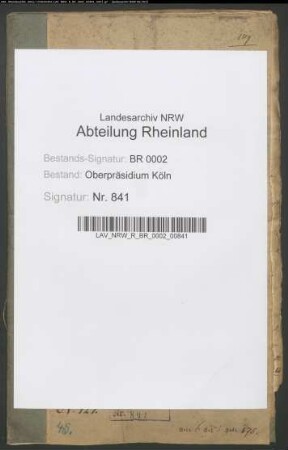 Landesarchiv NRW
Abteilung Rheinland
Bestands-Signatur: BR 0002
Bestand: Oberpräsidium Köln
Signatur: Nr. 841
LAV_NRW_R_BR_0002_00841